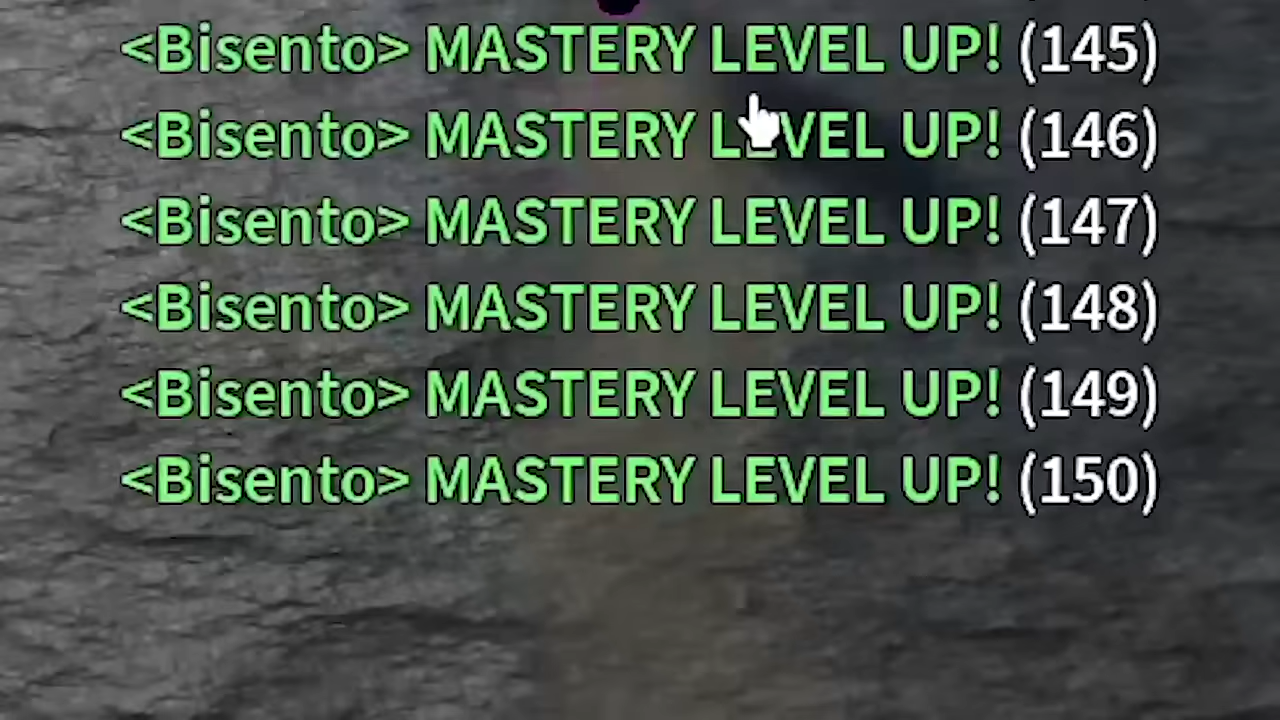 <Bisento> MASTERY LEVEL UP! (145)
<Bisento> MASTERY LEVEL UP! (146)
<Bisento> MASTERY LEVEL UP! (147)
<Bisento> MASTERY LEVEL UP! (148)
<Bisento> MASTERY LEVEL UP! (149)
<Bisento> MASTERY LEVEL UP! (150)